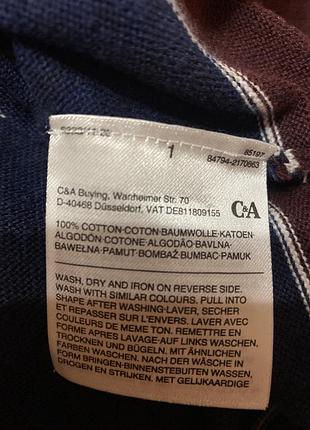 1
85197
84794-2170863
C&A Buying, Wanheimer Str. 70
D-40468 Düsseldorf, VAT DE811809155
C&A
100% COTTON-COTON-BAUMWOLLE-KATOEN-
ALGODÓN-COTONE-ALGODÃO-BAVLNA-
BAWEŁNA-PAMUT-BOMBAŽ-BUMBAC-PAMUK
WASH, DRY AND IRON ON REVERSE SIDE.
WASH WITH SIMILAR COLOURS. PULL INTO
SHAPE AFTER WASHING-LAVER, SECHER
ET REPASSER SUR L'ENVERS. LAVER AVEC
COULEURS DE MEME TON. REMETTRE EN
FORME APRES LAVAGE-AUF LINKS WASCHEN,
TROCKNEN UND BÜGELN. MIT ÄHNLICHEN
FARBEN WASCHEN. NACH DER WÄSCHE IN
FORM BRINGEN-BINNENSTEBUITEN WASSEN,
DROGEN EN STRIJKEN. MET GELIJKAARDIGE